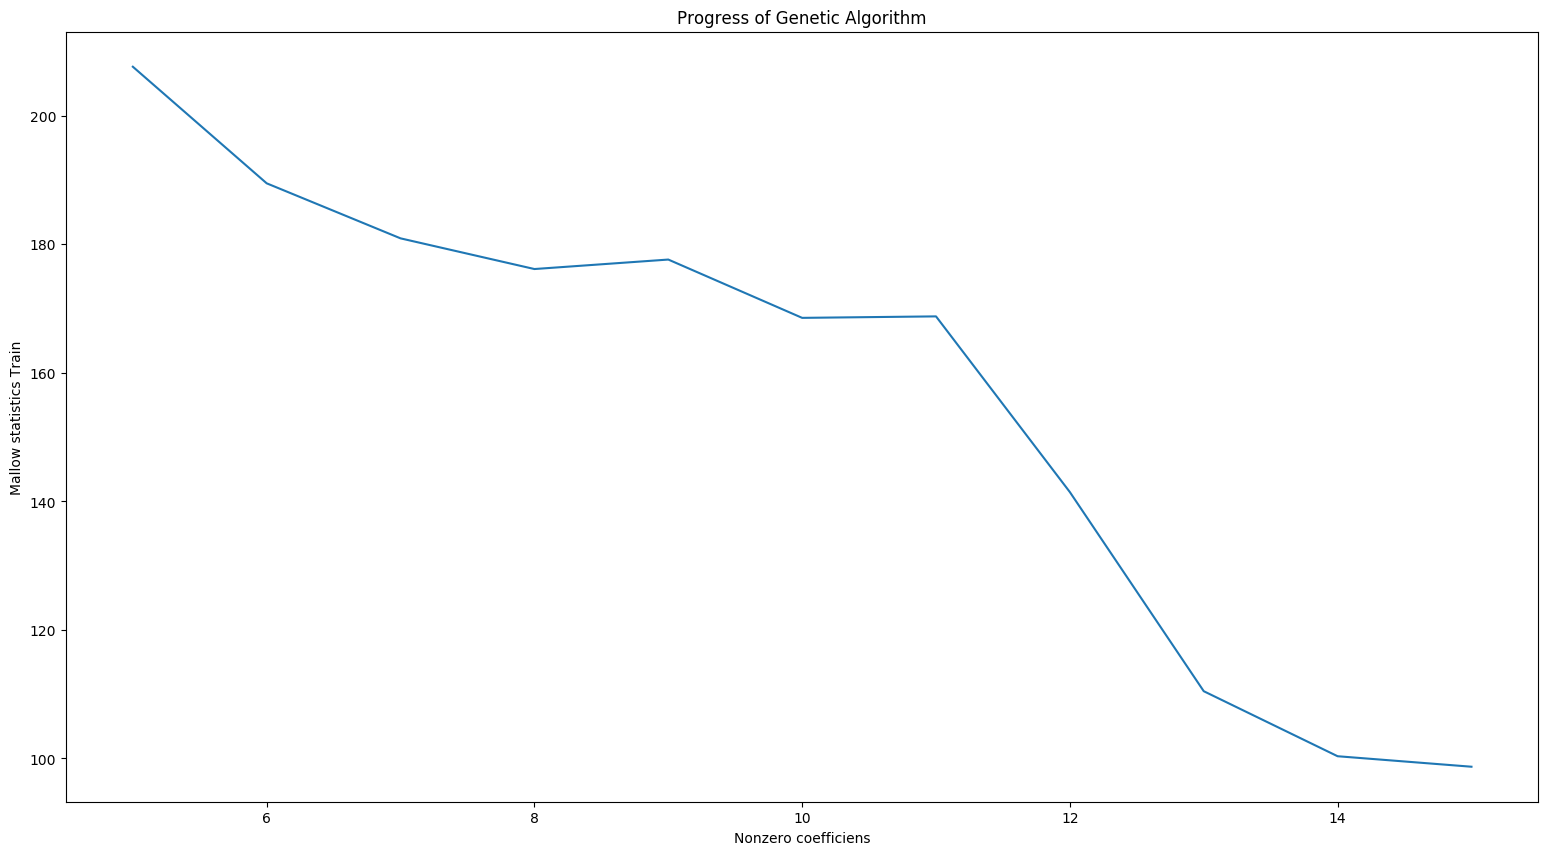 Progress of Genetic Algorithm
200
180
160
140
120
100
Mallow statistics Train
6 8 10 12 14
Nonzero coefficiens